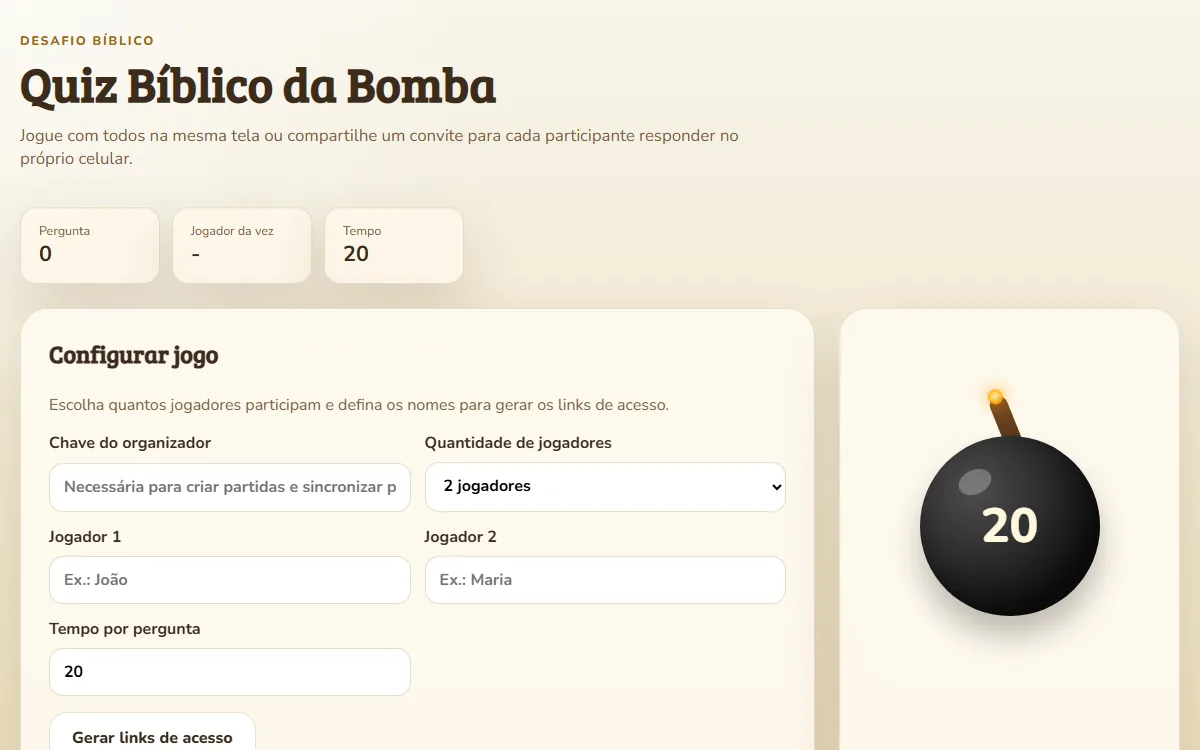 DESAFIO BÍBLICO
Quiz Bíblico da Bomba
Jogue com todos na mesma tela ou compartilhe um convite para cada participante responder no
próprio celular.
Pergunta
0
Jogador da vez
-
Tempo
20
Configurar jogo
Escolha quantos jogadores participam e defina os nomes para gerar os links de acesso.
Chave do organizador
Necessária para criar partidas e sincronizar p
Quantidade de jogadores
2 jogadores
Jogador 1
Ex.: João
Jogador 2
Ex.: Maria
Tempo por pergunta
20
Gerar links de acesso
20